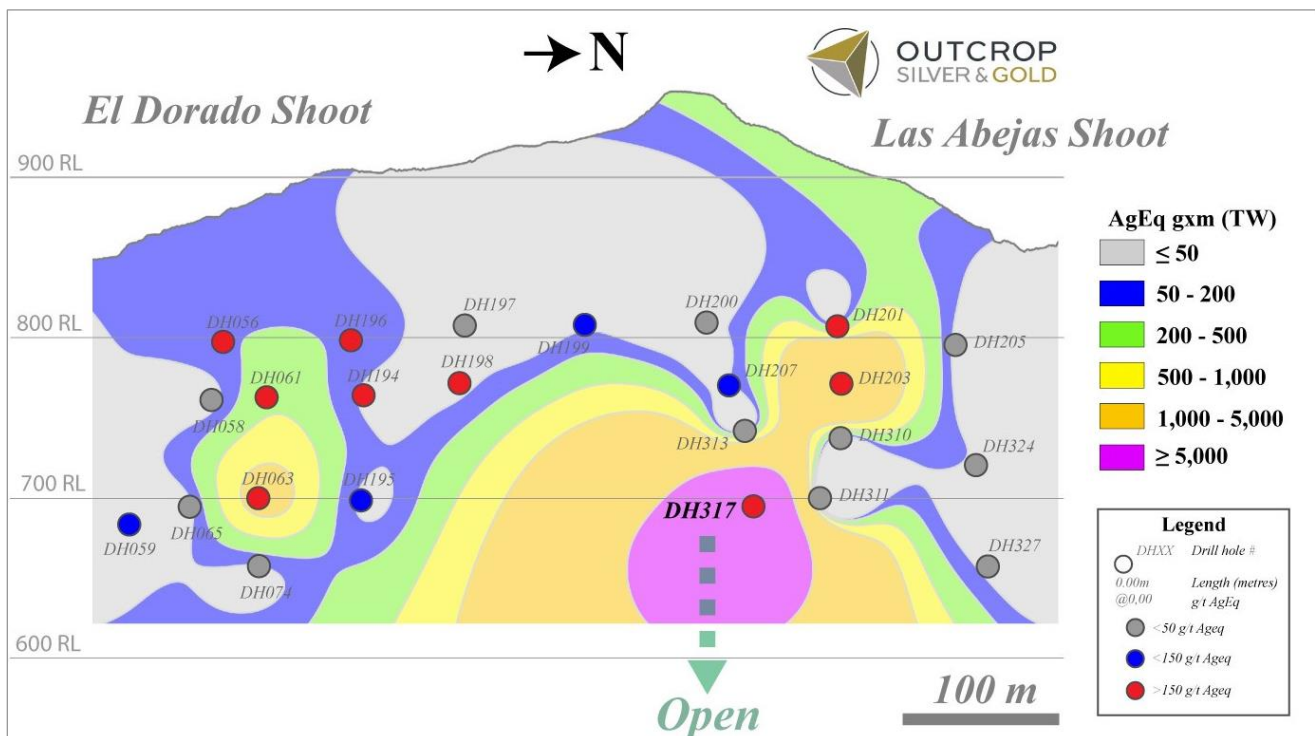 N
OUTCROP
SILVER & GOLD
El Dorado Shoot
Las Abejas Shoot
900 RL
800 RL
700 RL
600 RL
DH056
DH196
DH197
DH199
DH200
DH201
DH205
DH058
DH061
DH194
DH198
DH207
DH203
DH313
DH310
DH324
DH059
DH065
DH063
DH195
DH317
DH311
DH327
DH074
Open
100 m
AgEq gxm (TW)
≤ 50
50 - 200
200 - 500
500 - 1,000
1,000 - 5,000
≥ 5,000
Legend
DHXX Drill hole #
0.00m Length (metres)
@0,00 g/t AgEq
<50 g/t Ageq
<150 g/t Ageq
>150 g/t Ageq